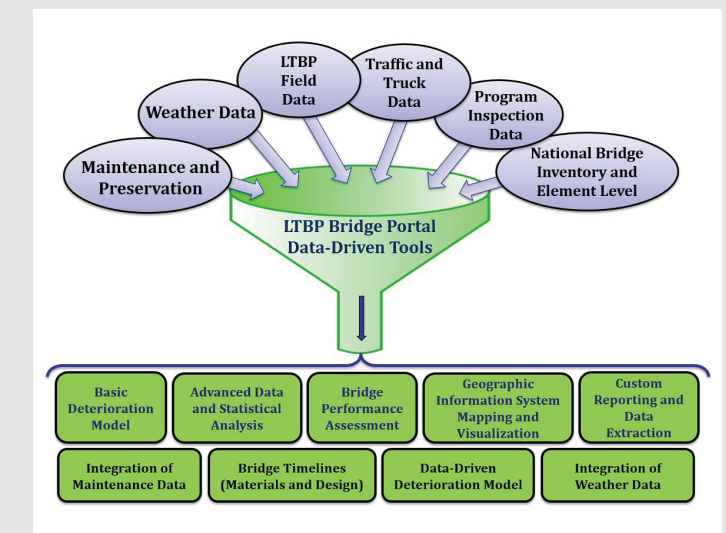 LTBP
Field
Data
Traffic and
Truck
Data
Weather Data
Program
Inspection
Data
Maintenance and
Preservation
National Bridge
Inventory and
Element Level
LTBP Bridge Portal
Data-Driven Tools
Basic
Deterioration
Model
Advanced Data
and Statistical
Analysis
Bridge
Performance
Assessment
Geographic
Information System
Mapping and
Visualization
Custom
Reporting and
Data
Extraction
Integration of
Maintenance Data
Bridge Timelines
(Materials and Design)
Data-Driven
Deterioration Model
Integration of
Weather Data